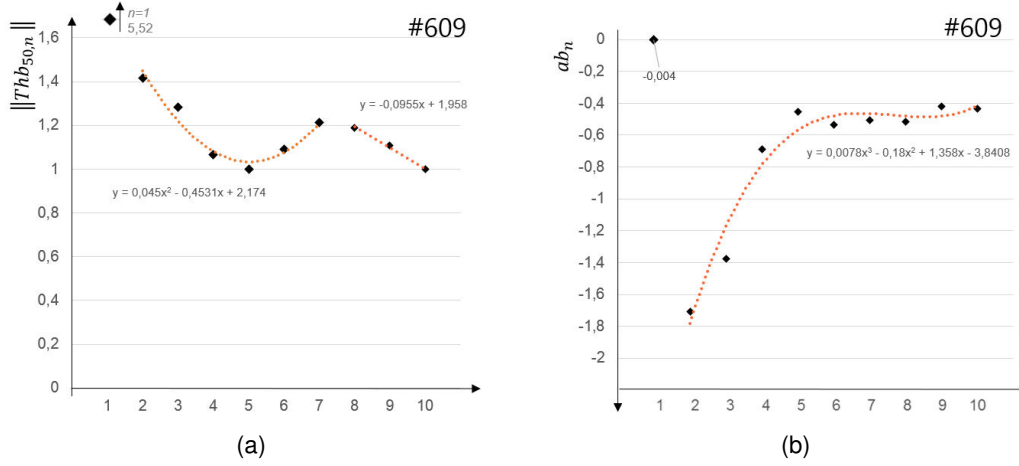 ‖Thb₅₀,ₙ‖
#609
n=1
5,52
1,6
1,4
1,2
1
0,8
0,6
0,4
0,2
0
y = -0,0955x + 1,958
y = 0,045x² - 0,4531x + 2,174
1 2 3 4 5 6 7 8 9 10
(a)
abₙ
#609
0
-0,2
-0,4
-0,6
-0,8
-1
-1,2
-1,4
-1,6
-1,8
-2
-0,004
y = 0,0078x³ - 0,18x² + 1,358x - 3,8408
1 2 3 4 5 6 7 8 9 10
(b)